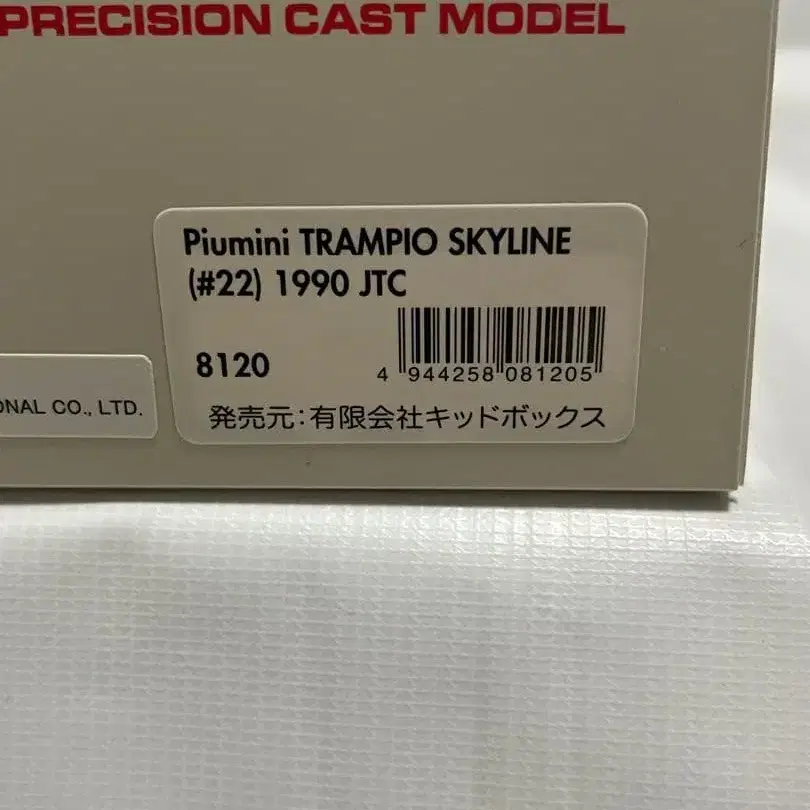 PRECISION CAST MODEL
Piumini TRAMPIO SKYLINE
(#22) 1990 JTC
8120
4 944258 081205
ONAL CO., LTD.
発売元:有限会社キッドボックス